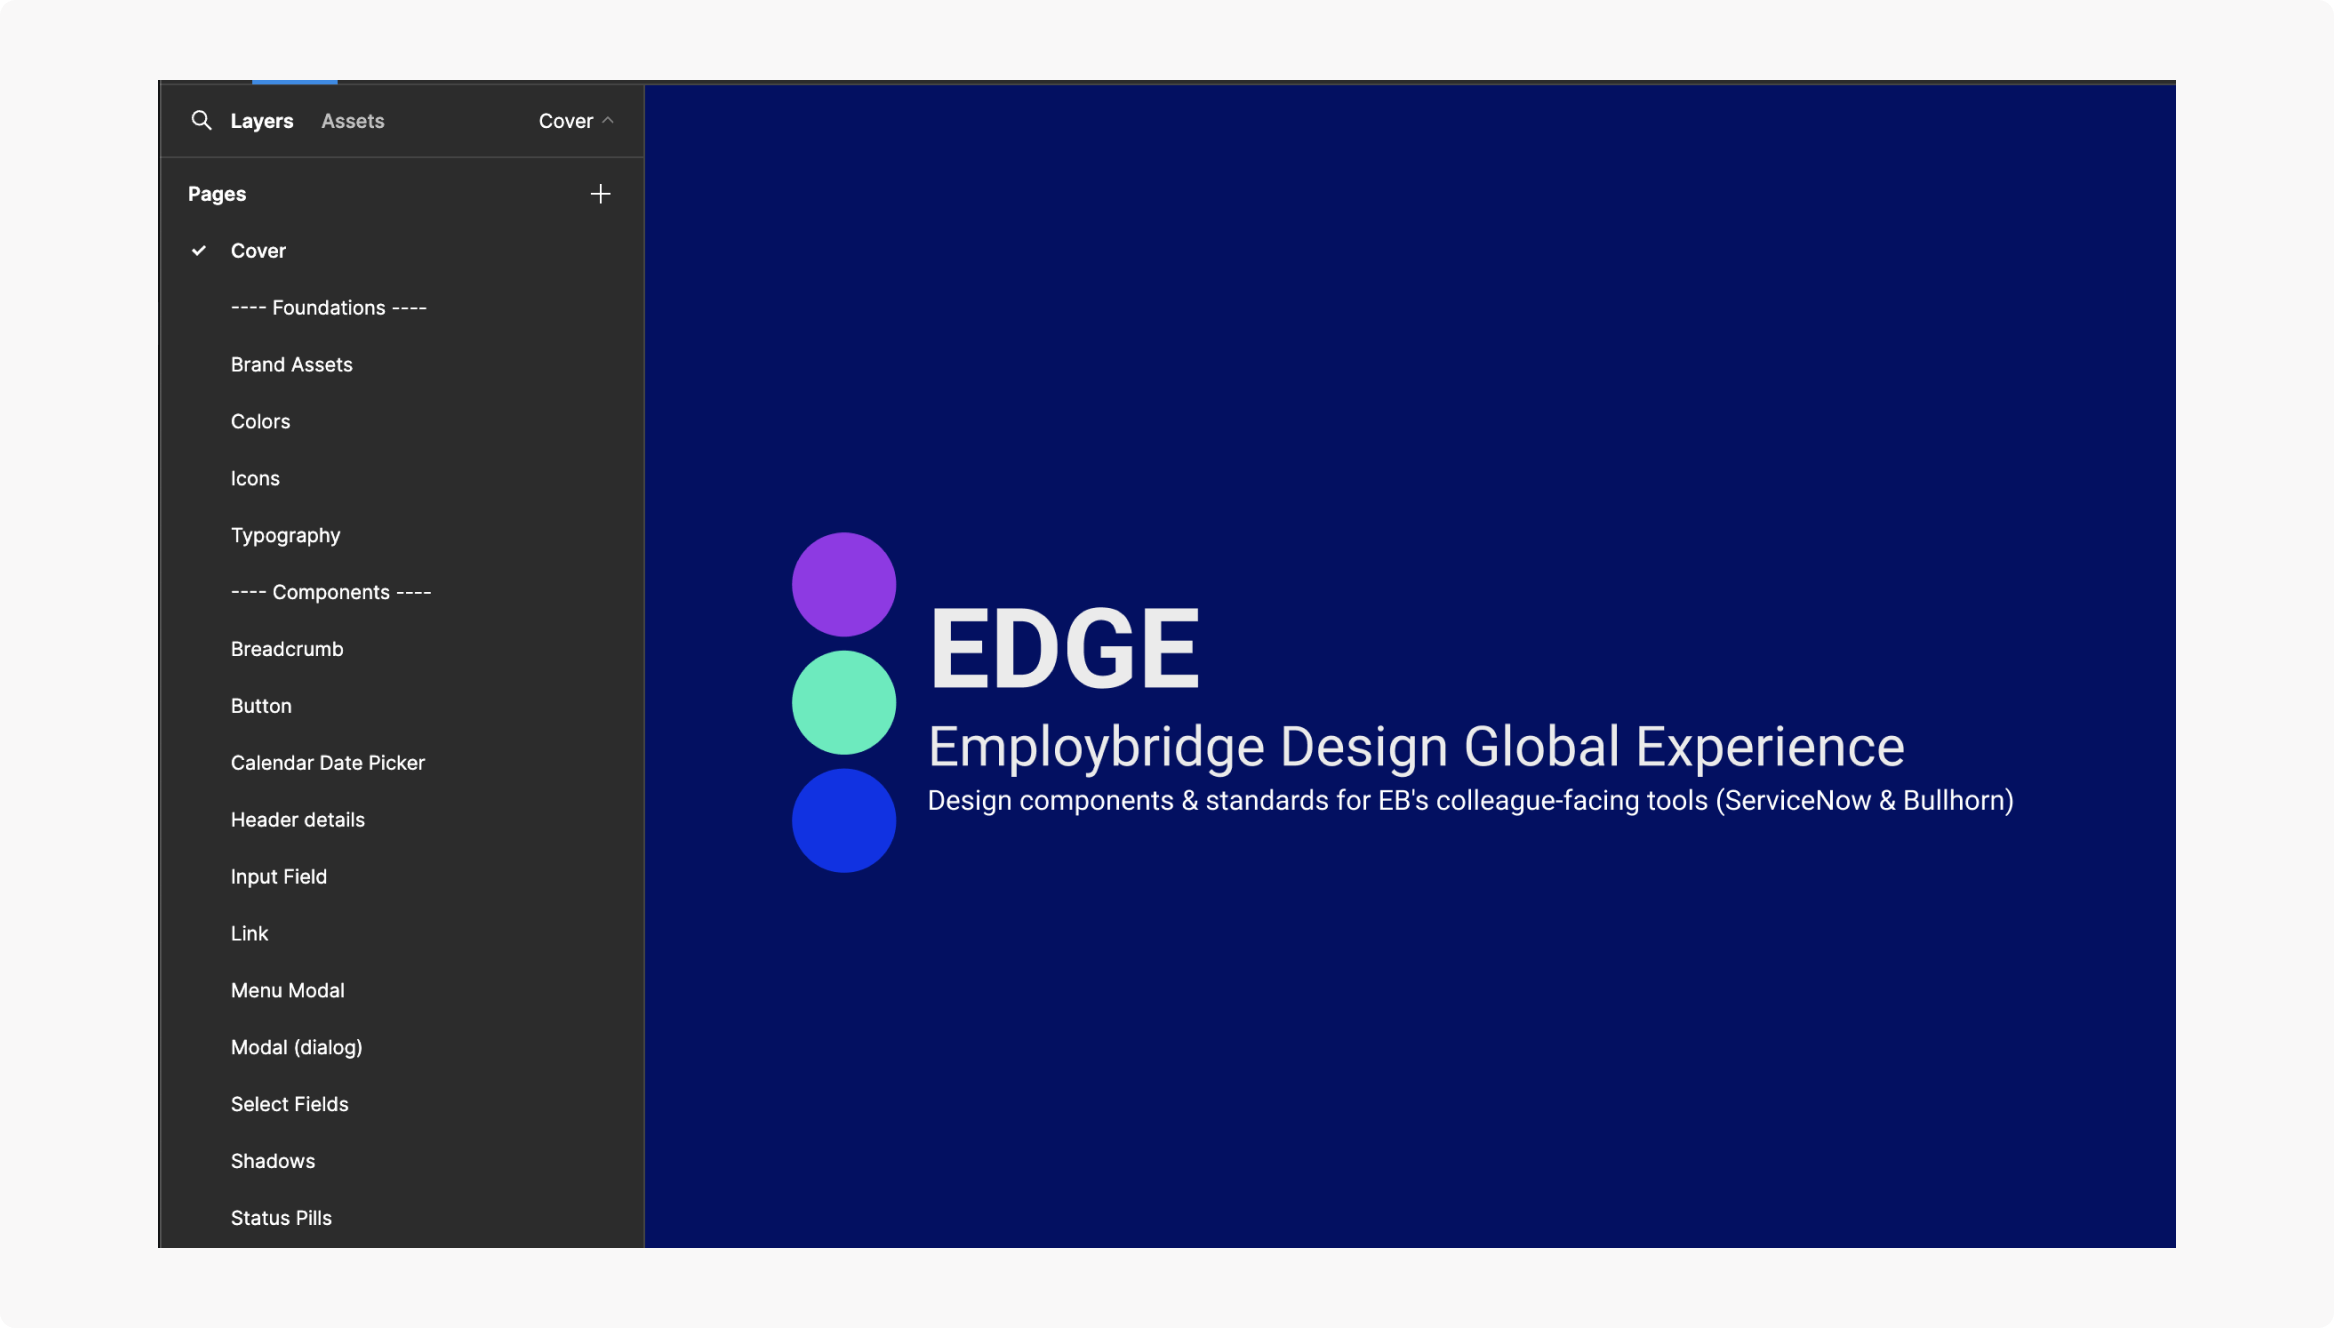 Layers Assets Cover
Pages
Cover
---- Foundations ----
Brand Assets
Colors
Icons
Typography
---- Components ----
Breadcrumb
Button
Calendar Date Picker
Header details
Input Field
Link
Menu Modal
Modal (dialog)
Select Fields
Shadows
Status Pills
EDGE
Employbridge Design Global Experience
Design components & standards for EB's colleague-facing tools (ServiceNow & Bullhorn)